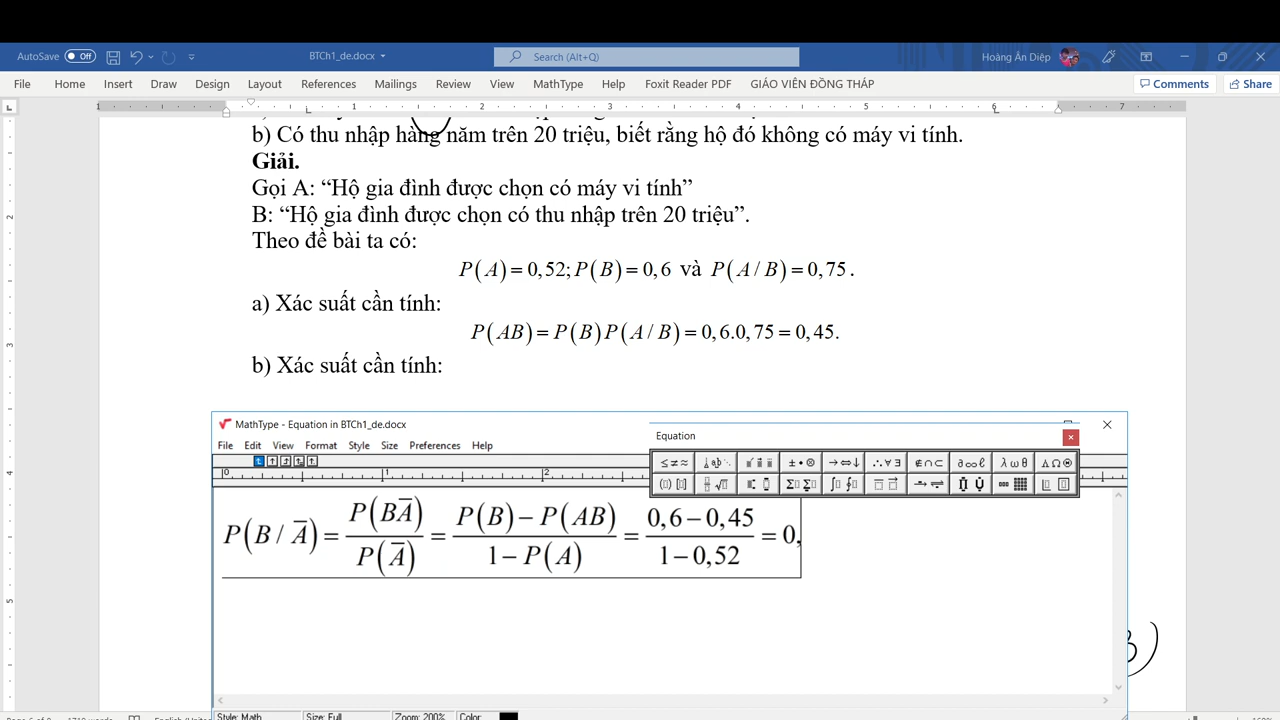 AutoSave Off BTCh1_de.docx Search (Alt+Q) Hoàng Ân Diệp
File Home Insert Draw Design Layout References Mailings Review View MathType Help Foxit Reader PDF GIÁO VIÊN ĐỒNG THÁP Comments Share
b) Có thu nhập hàng năm trên 20 triệu, biết rằng hộ đó không có máy vi tính.
Giải.
Gọi A: “Hộ gia đình được chọn có máy vi tính”
B: “Hộ gia đình được chọn có thu nhập trên 20 triệu”.
Theo đề bài ta có:
P(A) = 0,52; P(B) = 0,6 và P(A / B) = 0,75.
a) Xác suất cần tính:
P(AB) = P(B)P(A / B) = 0,6.0,75 = 0,45.
b) Xác suất cần tính:
MathType - Equation in BTCh1_de.docx
Equation
File Edit View Format Style Size Preferences Help
P(B / A̅) = P(BA̅) / P(A̅) = P(B) − P(AB) / 1 − P(A) = 0,6 − 0,45 / 1 − 0,52 = 0,
Style: Math Size: Full Zoom: 200% Color: